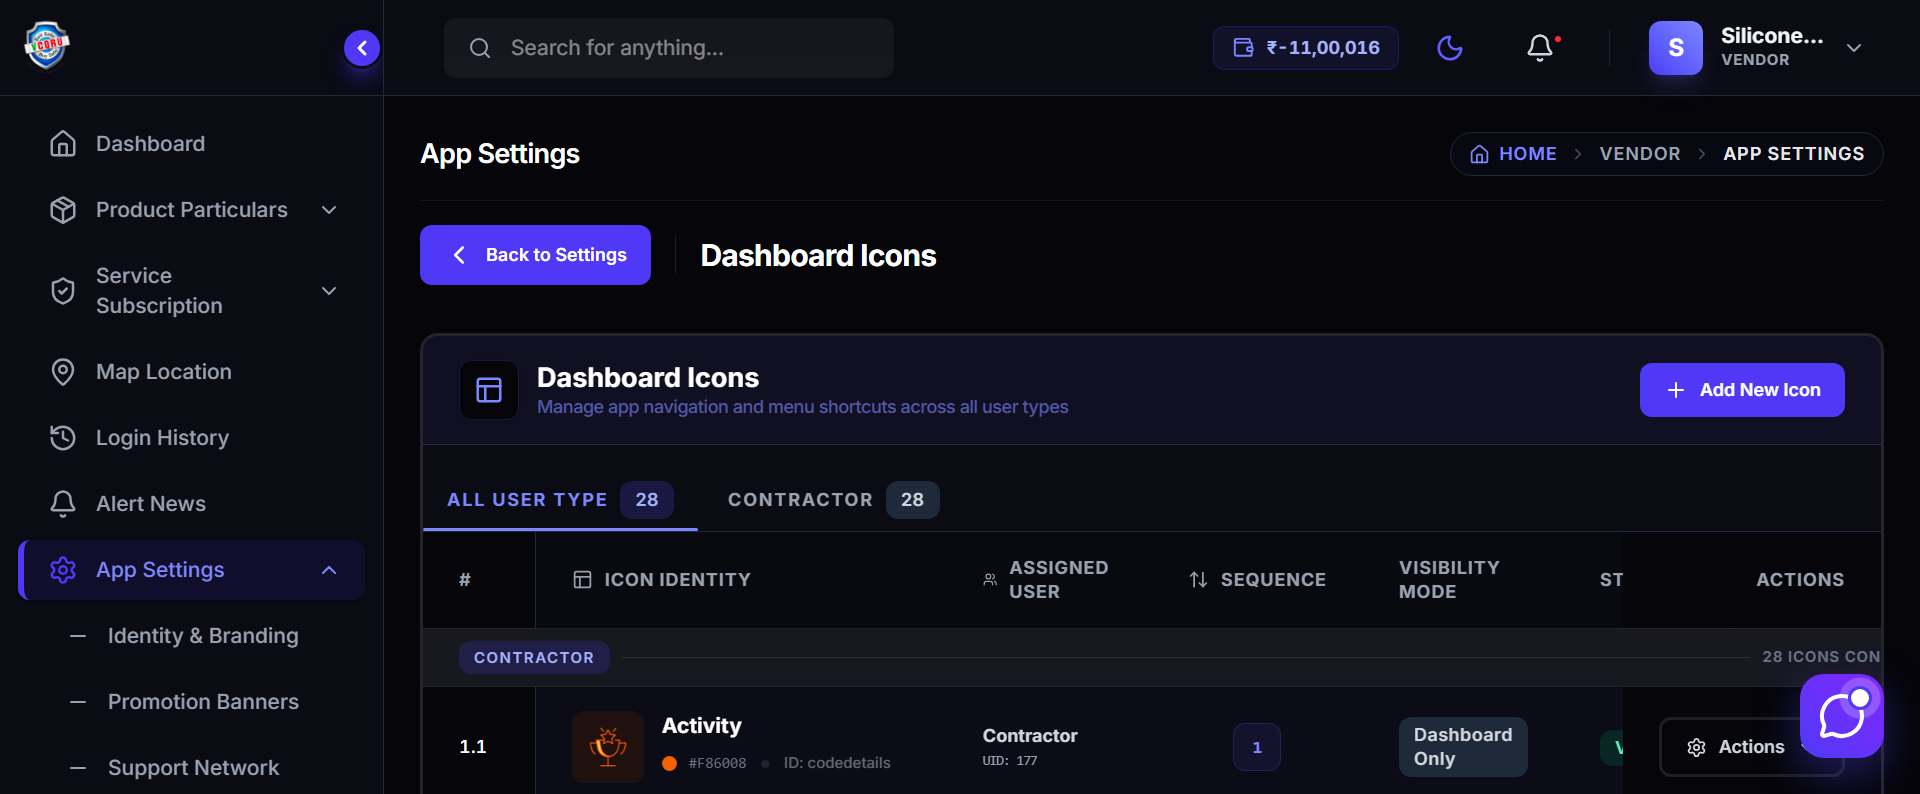 VCQRU
Search for anything...
₹-11,00,016
S
Silicone...
VENDOR
Dashboard
Product Particulars
Service
Subscription
Map Location
Login History
Alert News
App Settings
Identity & Branding
Promotion Banners
Support Network
App Settings
HOME
VENDOR
APP SETTINGS
Back to Settings
Dashboard Icons
Dashboard Icons
Manage app navigation and menu shortcuts across all user types
Add New Icon
ALL USER TYPE 28
CONTRACTOR 28
#
ICON IDENTITY
ASSIGNED
USER
SEQUENCE
VISIBILITY
MODE
ST
ACTIONS
CONTRACTOR
28 ICONS CON
1.1
Activity
#F86008
ID: codedetails
Contractor
UID: 177
1
Dashboard
Only
V
Actions